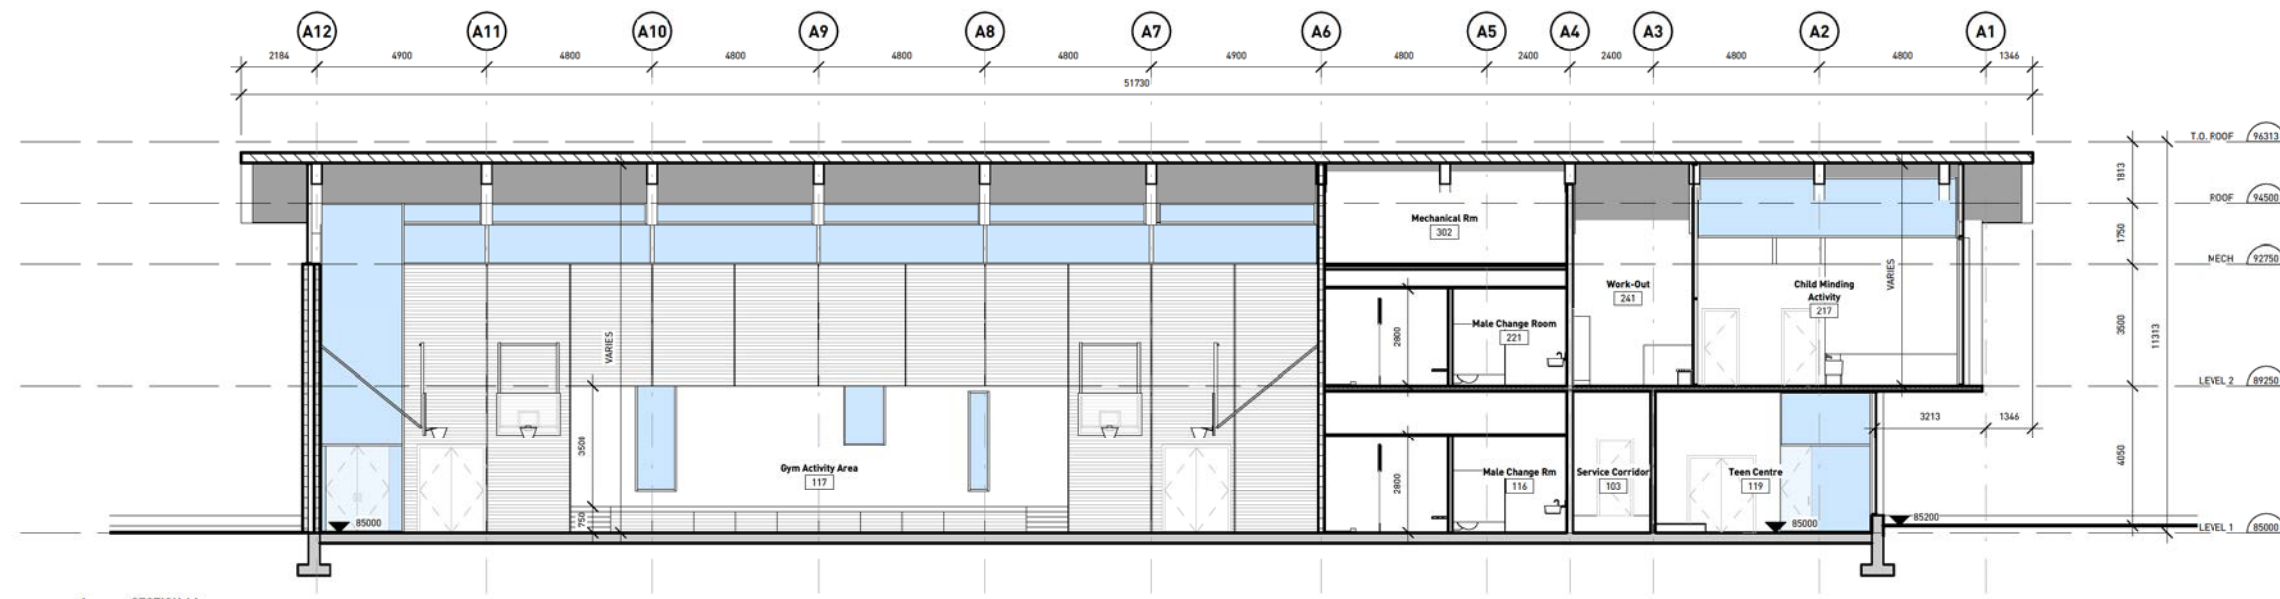 A12 A11 A10 A9 A8 A7 A6 A5 A4 A3 A2 A1
2184 4900 4800 4800 4800 4800 4900 4800 2400 2400 4800 4800 1346
51730
T.O. ROOF 96313
1813
ROOF 94500
Mechanical Rm
302
1750
MECH 92750
VARIES
Work-Out
241
Child Minding
Activity
217
VARIES
2800
Male Change Room
221
3500
11313
LEVEL 2 89250
3213 1346
3500
Gym Activity Area
117
2800
Male Change Rm
116
Service Corridor
103
Teen Centre
119
4050
750
85000
85000
85200
LEVEL 1 85000